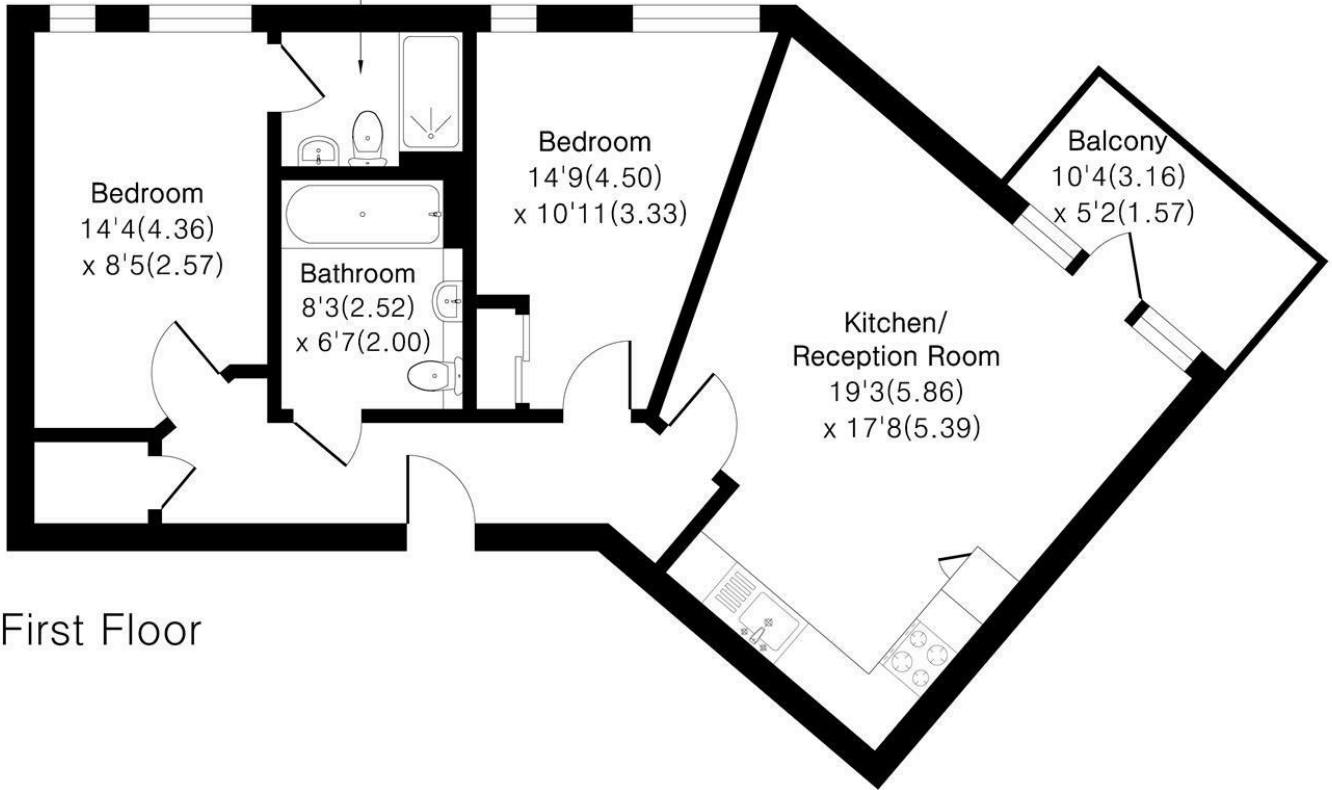 Bedroom
14'4(4.36)
x 8'5(2.57)
Bathroom
8'3(2.52)
x 6'7(2.00)
Bedroom
14'9(4.50)
x 10'11(3.33)
Kitchen/
Reception Room
19'3(5.86)
x 17'8(5.39)
Balcony
10'4(3.16)
x 5'2(1.57)
First Floor